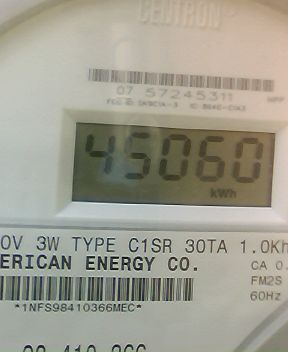 CENTRON
07 57245311
45060
kWh
0V 3W TYPE C1SR 30TA 1.0Kh
ERICAN ENERGY CO.
CA 0.
FM2S
60Hz
*1NFS98410366MEC*